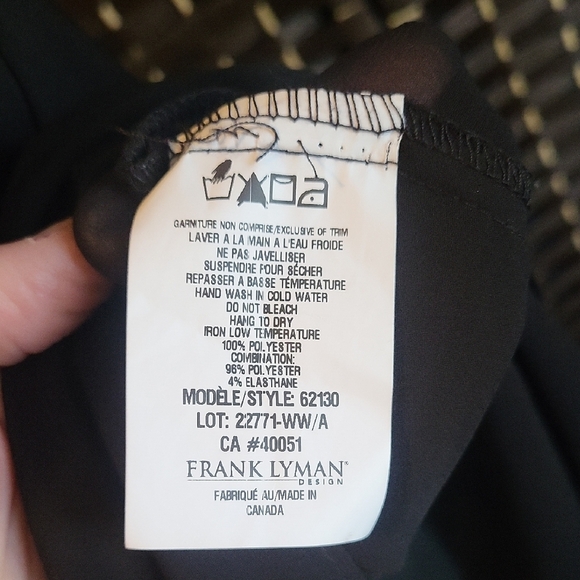 GARNITURE NON COMPRISE/EXCLUSIVE OF TRIM
LAVER A LA MAIN A L'EAU FROIDE
NE PAS JAVELLISER
SUSPENDRE POUR SÉCHER
REPASSER A BASSE TEMPÉRATURE
HAND WASH IN COLD WATER
DO NOT BLEACH
HANG TO DRY
IRON LOW TEMPERATURE
100% POLYESTER
COMBINATION:
96% POLYESTER
4% ELASTHANE
MODÈLE/STYLE: 62130
LOT: 22771-WW/A
CA #40051
FRANK LYMAN®
DESIGN
FABRIQUÉ AU/MADE IN
CANADA